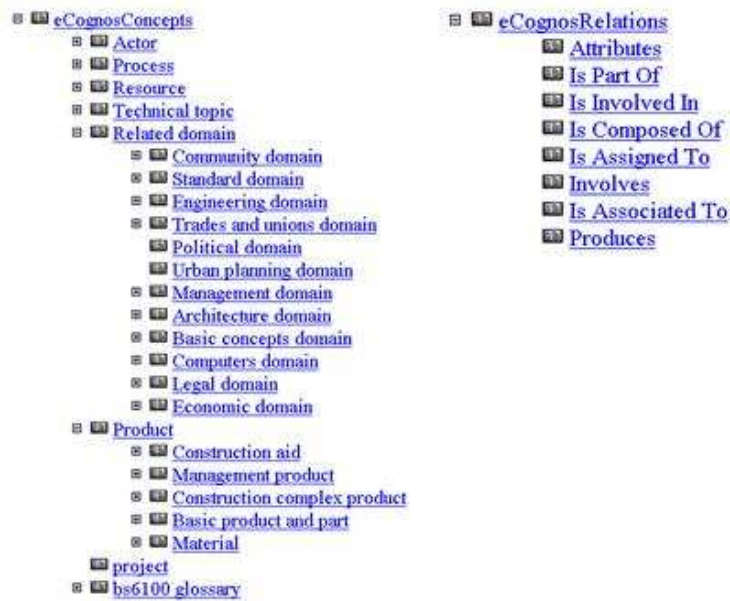 eCognosConcepts
Actor
Process
Resource
Technical topic
Related domain
Community domain
Standard domain
Engineering domain
Trades and unions domain
Political domain
Urban planning domain
Management domain
Architecture domain
Basic concepts domain
Computers domain
Legal domain
Economic domain
Product
Construction aid
Management product
Construction complex product
Basic product and part
Material
project
bs6100 glossary
eCognosRelations
Attributes
Is Part Of
Is Involved In
Is Composed Of
Is Assigned To
Involves
Is Associated To
Produces